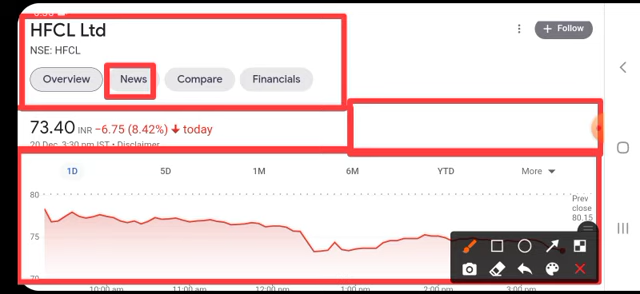 HFCL Ltd
+ Follow
NSE: HFCL
Overview News Compare Financials
73.40 INR −6.75 (8.42%) ↓ today
20 Dec, 3:30 pm IST • Disclaimer
1D 5D 1M 6M YTD More
80
Prev
close
80.15
75
70
10:00 am 11:00 am 12:00 pm 1:00 pm 2:00 pm 3:00 pm